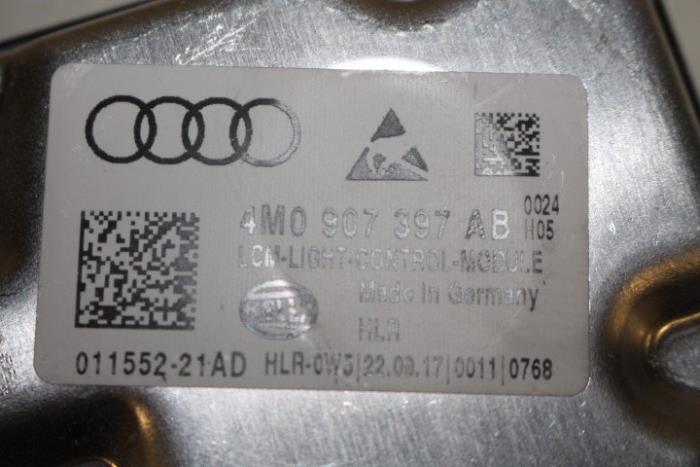 4M0 907 397 AB 0024
H05
LCM-LIGHT-CONTROL-MODULE
HELLA
Made In Germany
HLR
011552-21AD HLR-0W5|22.09.17|0011|0768